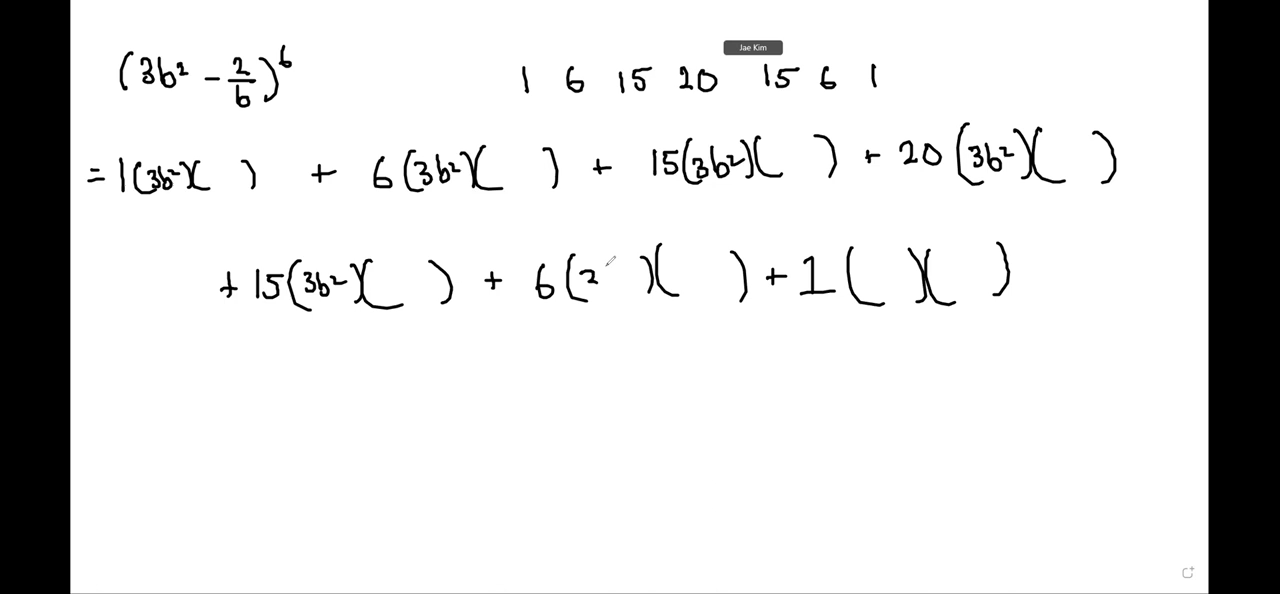 Jae Kim
(3b² - 2/b)⁶ 1 6 15 20 15 6 1
= 1(3b²)( ) + 6(3b²)( ) + 15(3b²)( ) + 20(3b²)( )
+ 15(3b²)( ) + 6(3 )( ) + 1( )( )